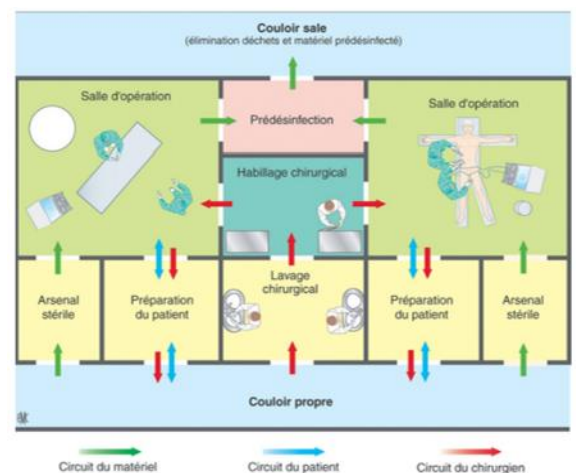 Couloir sale
(élimination déchets et matériel prédésinfecté)
Salle d'opération
Prédésinfection
Salle d'opération
Habillage chirurgical
Arsenal
stérile
Préparation
du patient
Lavage
chirurgical
Préparation
du patient
Arsenal
stérile
Couloir propre
Circuit du matériel
Circuit du patient
Circuit du chirurgien